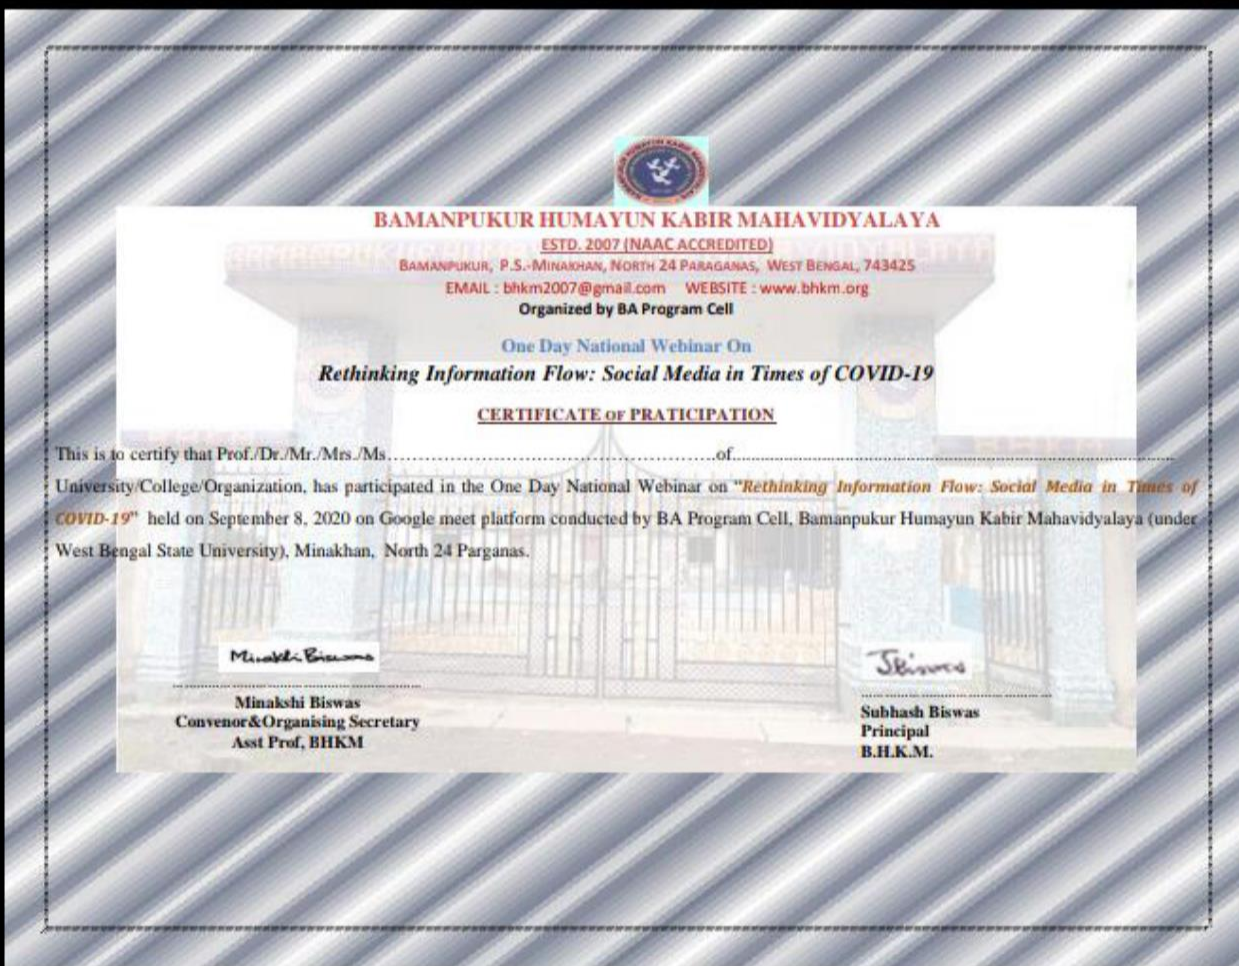 BAMANPUKUR HUMAYUN KABIR MAHAVIDYALAYA
ESTD. 2007 (NAAC ACCREDITED)
BAMANPUKUR, P.S.-MINAKHAN, NORTH 24 PARAGANAS, WEST BENGAL, 743425
EMAIL : bhkm2007@gmail.com WEBSITE : www.bhkm.org
Organized by BA Program Cell
One Day National Webinar On
Rethinking Information Flow: Social Media in Times of COVID-19
CERTIFICATE OF PRATICIPATION
This is to certify that Prof./Dr./Mr./Mrs./Ms..............................................................of..............................................................................
University/College/Organization, has participated in the One Day National Webinar on "Rethinking Information Flow: Social Media in Times of
COVID-19" held on September 8, 2020 on Google meet platform conducted by BA Program Cell, Bamanpukur Humayun Kabir Mahavidyalaya (under
West Bengal State University), Minakhan, North 24 Parganas.
Minakshi Biswas
Minakshi Biswas
Convenor&Organising Secretary
Asst Prof, BHKM
SBiswas
Subhash Biswas
Principal
B.H.K.M.